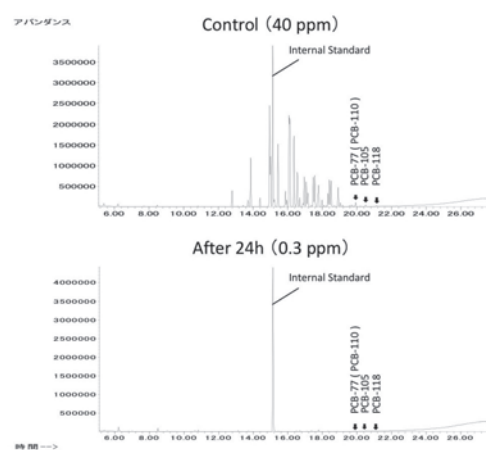 アバンダンス
Control (40 ppm)
Internal Standard
3500000
3000000
2500000
2000000
1500000
1000000
500000
PCB-77 ( PCB-110 )
PCB-105
PCB-118
6.00 8.00 10.00 12.00 14.00 16.00 18.00 20.00 22.00 24.00 26.00
After 24h (0.3 ppm)
Internal Standard
4000000
3500000
3000000
2500000
2000000
1500000
1000000
500000
PCB-77 ( PCB-110 )
PCB-105
PCB-118
6.00 8.00 10.00 12.00 14.00 16.00 18.00 20.00 22.00 24.00 26.00
時間-->